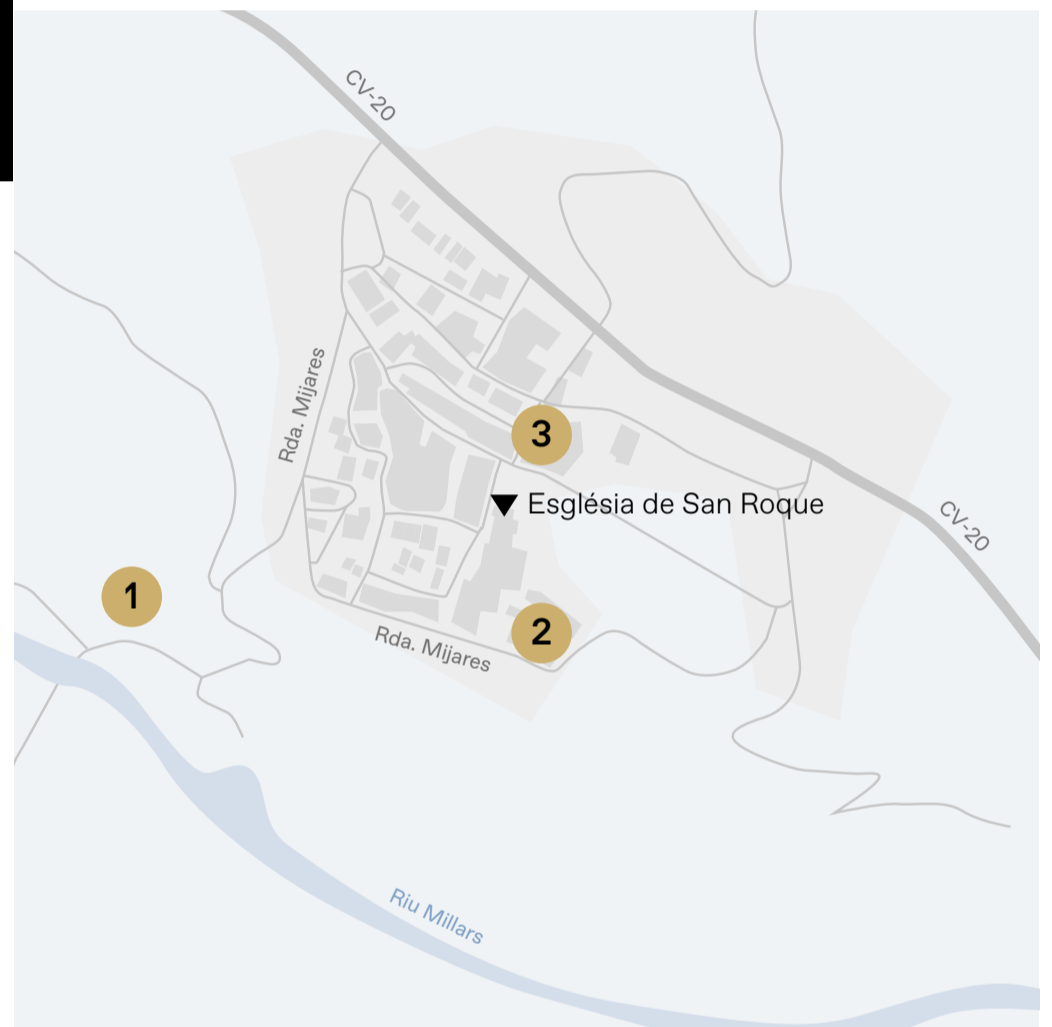 CV-20
Rda. Mijares
3
Església de San Roque
CV-20
1
2
Rda. Mijares
Riu Millars